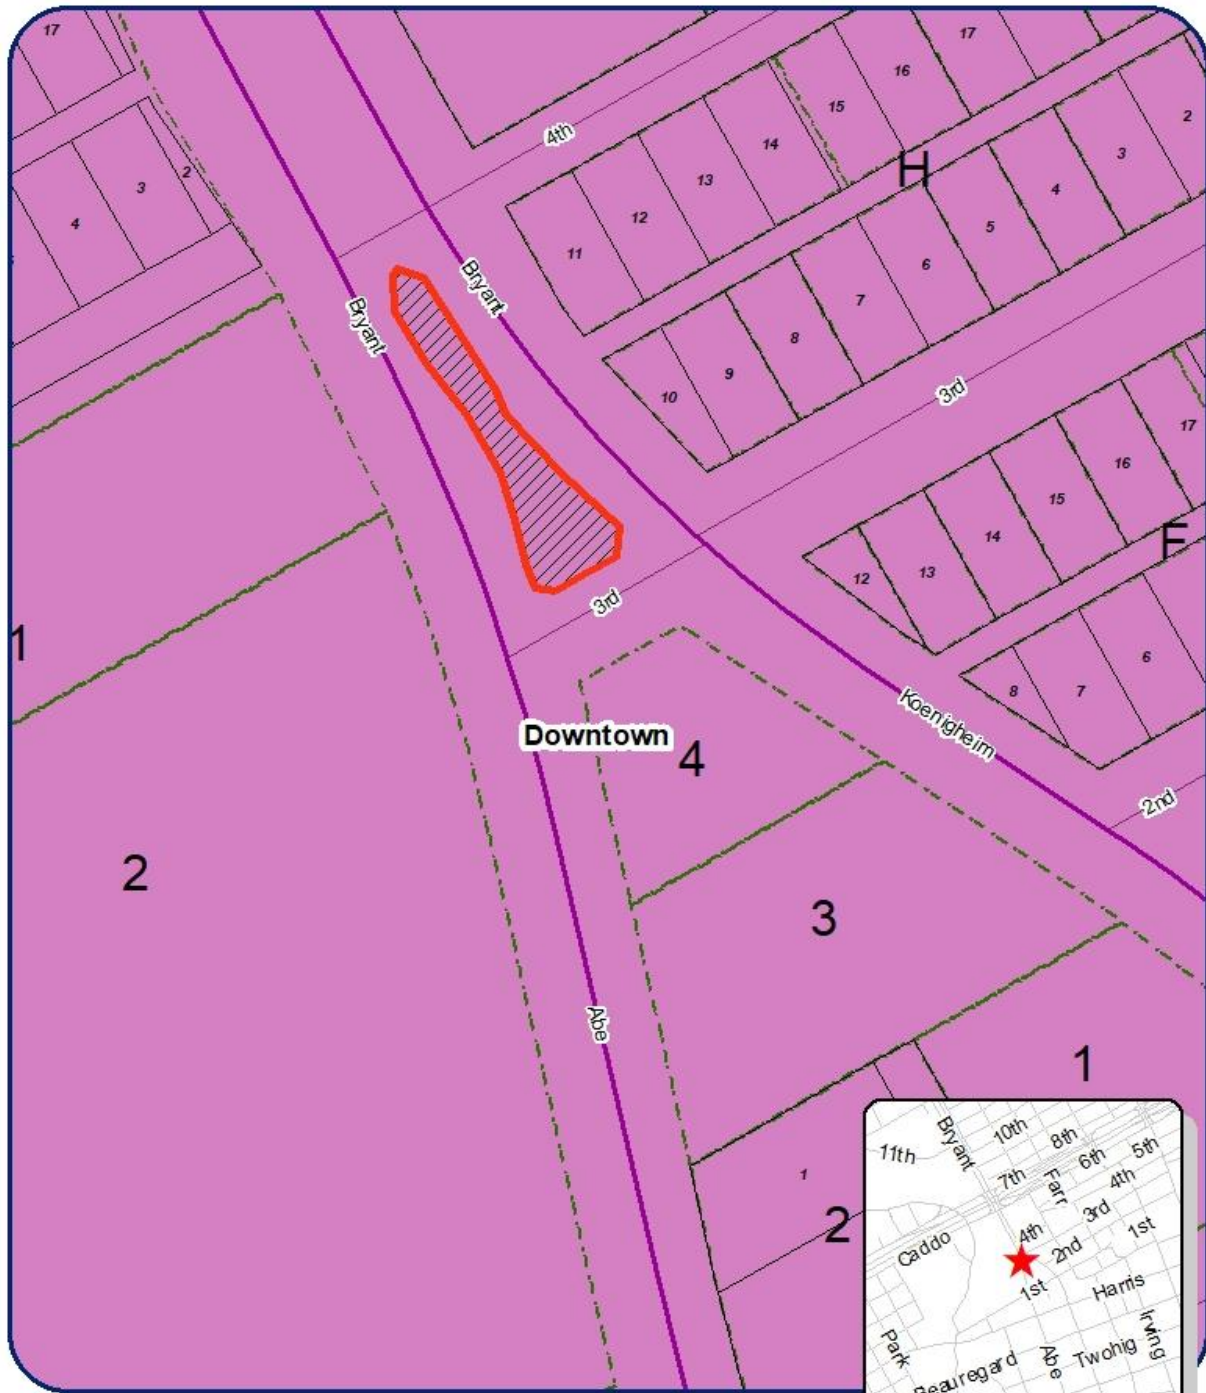 17
4th
17
16
15
14
13
12
11
H
2
3
4
5
6
7
8
9
10
2
3
4
Bryant
Bryant
3rd
17
16
15
14
13
12
F
6
7
8
3rd
1
Koenigheim
Downtown
4
2nd
2
3
Abe
1
1
2
Bryant
10th
8th
5th
11th
6th
7th
Farr
4th
3rd
1st
4th
2nd
Caddo
1st
Harris
Irving
Park
Abe
Twohig
Beauregard